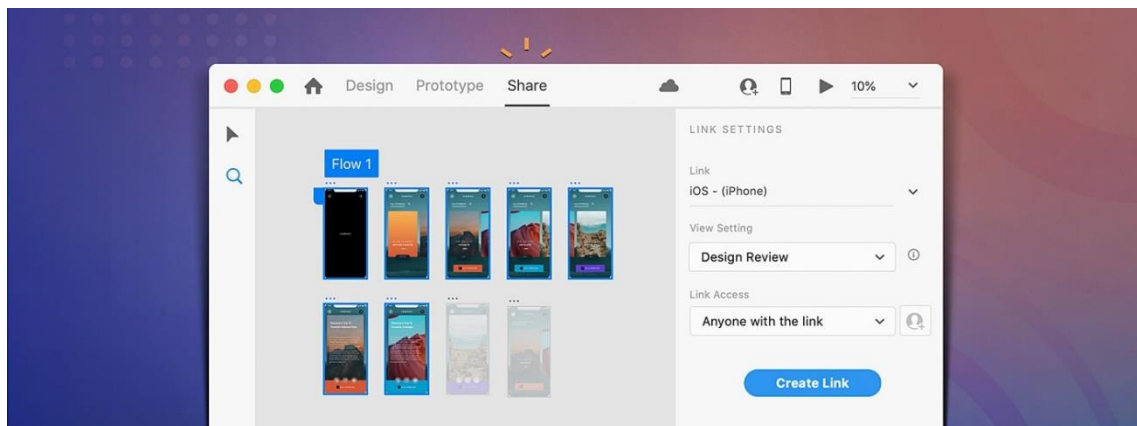 Design Prototype Share 10%
LINK SETTINGS
Flow 1
Link
iOS - (iPhone)
View Setting
Design Review
Link Access
Anyone with the link
Create Link